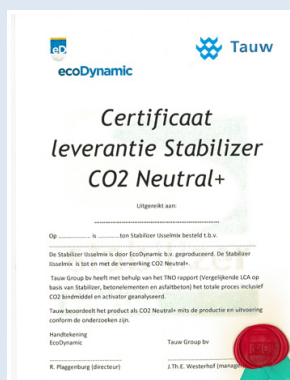 eD
ecoDynamic
Tauw
Certificaat
leverantie Stabilizer
CO2 Neutral+
Uitgereikt aan:
Op .................. is .............ton Stabilizer IJsselmix besteld t.b.v.
De Stabilizer IJsselmix is door EcoDynamic b.v. geproduceerd. De Stabilizer
IJsselmix is tot en met de verwerking CO2 Neutral+.
Tauw Group bv heeft met behulp van het TNO rapport (Vergelijkende LCA op
basis van Stabilizer, betonelementen en asfaltbeton) het totale proces inclusief
CO2 bindmiddel en activator geanalyseerd.
Tauw beoordeelt het product als CO2 Neutral+ mits de productie en uitvoering
conform de onderzoeken zijn.
Handtekening
EcoDynamic
Tauw Group bv
R. Plaggenburg (directeur)
J.Th.E. Westerhof (manage